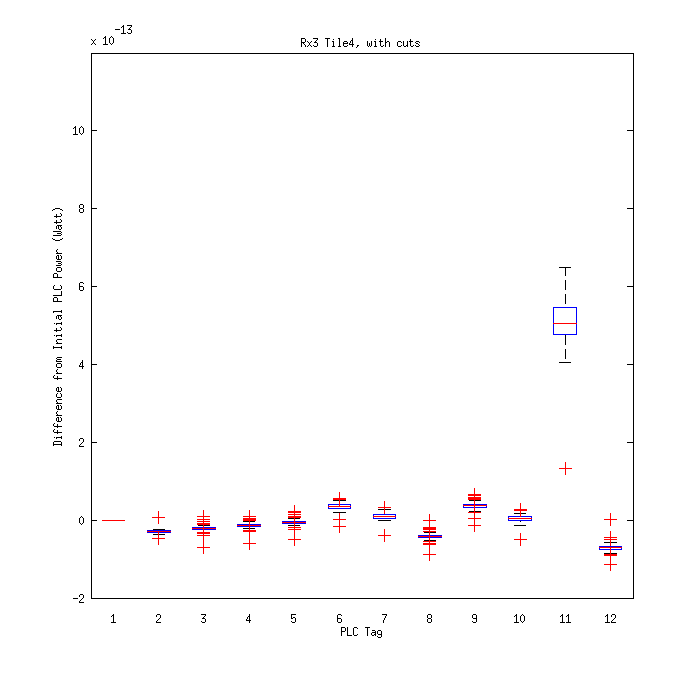 x 10^-13
Rx3 Tile4, with cuts
Difference from Initial PLC Power (Watt)
10
8
6
4
2
0
-2
1 2 3 4 5 6 7 8 9 10 11 12
PLC Tag